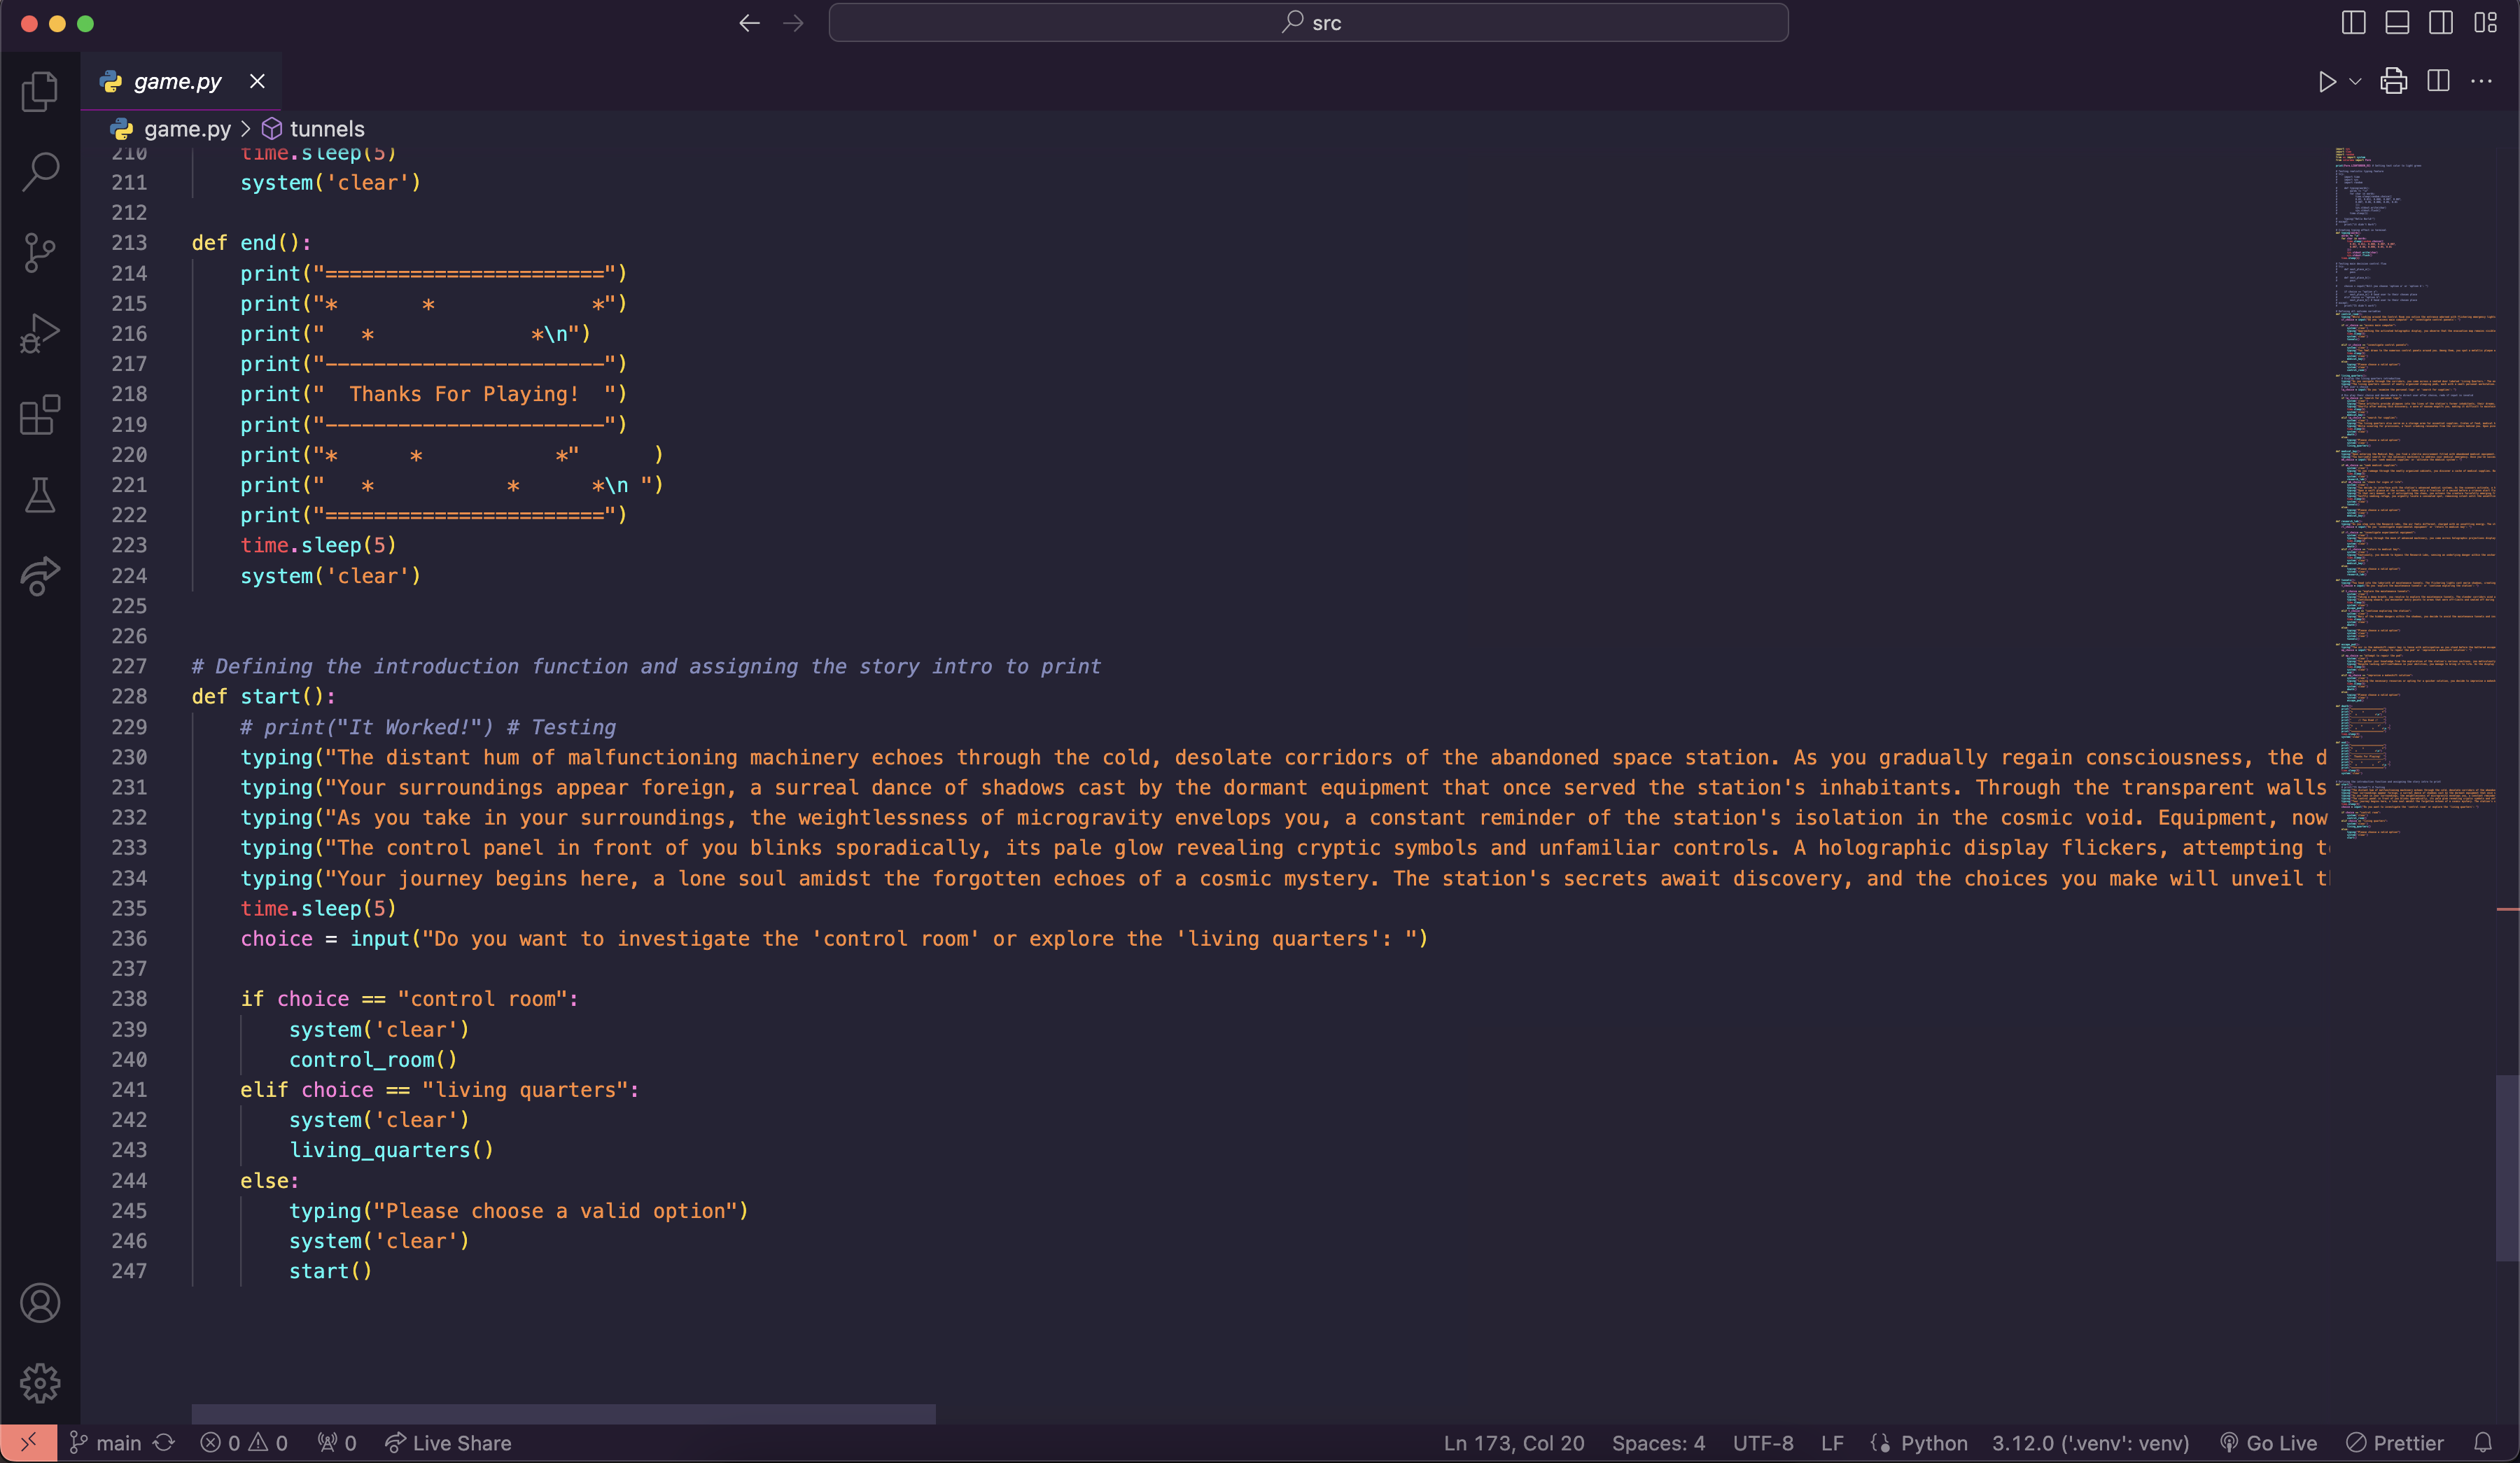 src
game.py
game.py > tunnels
210 time.sleep(5)
211 system('clear')
212
213 def end():
214 print("=======================")
215 print("*       *             *")
216 print("   *             *\n")
217 print("-----------------------")
218 print("  Thanks For Playing!  ")
219 print("-----------------------")
220 print("*      *           *"      )
221 print("   *           *      *\n ")
222 print("=======================")
223 time.sleep(5)
224 system('clear')
225
226
227 # Defining the introduction function and assigning the story intro to print
228 def start():
229 # print("It Worked!") # Testing
230 typing("The distant hum of malfunctioning machinery echoes through the cold, desolate corridors of the abandoned space station. As you gradually regain consciousness, the d
231 typing("Your surroundings appear foreign, a surreal dance of shadows cast by the dormant equipment that once served the station's inhabitants. Through the transparent walls
232 typing("As you take in your surroundings, the weightlessness of microgravity envelops you, a constant reminder of the station's isolation in the cosmic void. Equipment, now
233 typing("The control panel in front of you blinks sporadically, its pale glow revealing cryptic symbols and unfamiliar controls. A holographic display flickers, attempting t
234 typing("Your journey begins here, a lone soul amidst the forgotten echoes of a cosmic mystery. The station's secrets await discovery, and the choices you make will unveil t
235 time.sleep(5)
236 choice = input("Do you want to investigate the 'control room' or explore the 'living quarters': ")
237
238 if choice == "control room":
239 system('clear')
240 control_room()
241 elif choice == "living quarters":
242 system('clear')
243 living_quarters()
244 else:
245 typing("Please choose a valid option")
246 system('clear')
247 start()
main 0 0 0 Live Share Ln 173, Col 20 Spaces: 4 UTF-8 LF Python 3.12.0 ('.venv': venv) Go Live Prettier